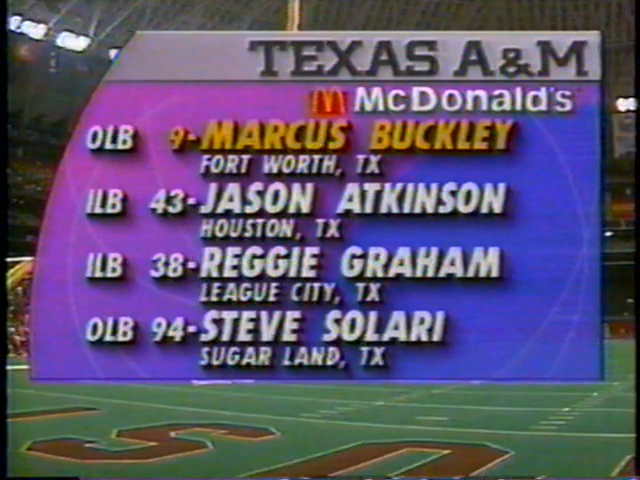 TEXAS A&M
McDonald's
OLB 9-MARCUS BUCKLEY
FORT WORTH, TX
ILB 43-JASON ATKINSON
HOUSTON, TX
ILB 38-REGGIE GRAHAM
LEAGUE CITY, TX
OLB 94-STEVE SOLARI
SUGAR LAND, TX